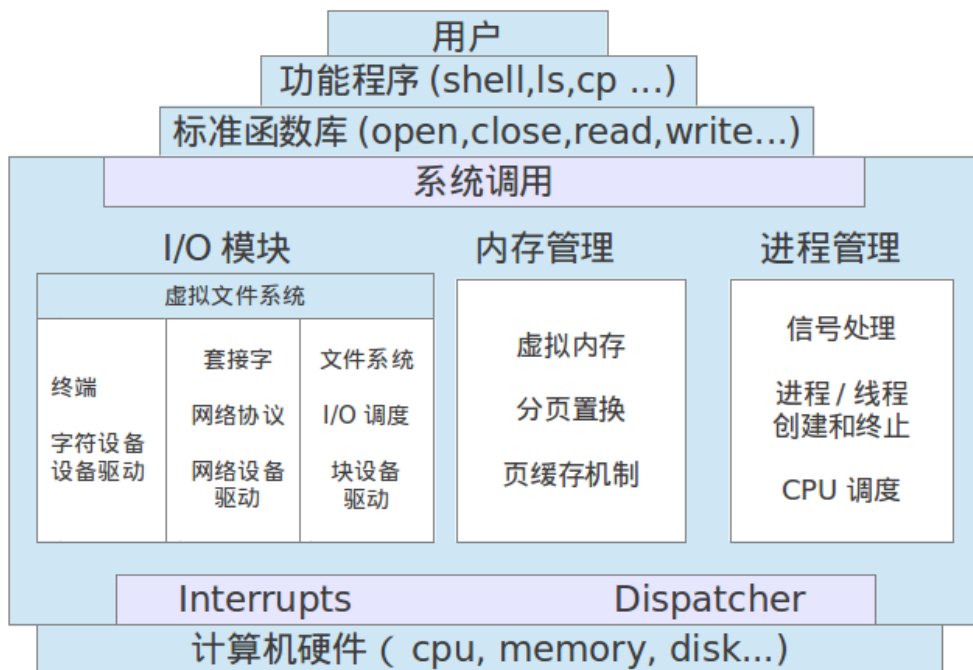 用户
功能程序 (shell,ls,cp ...)
标准函数库 (open,close,read,write...)
系统调用
I/O 模块
虚拟文件系统
终端
字符设备
设备驱动
套接字
网络协议
网络设备
驱动
文件系统
I/O 调度
块设备
驱动
内存管理
虚拟内存
分页置换
页缓存机制
进程管理
信号处理
进程 / 线程
创建和终止
CPU 调度
Interrupts
Dispatcher
计算机硬件（ cpu, memory, disk...)